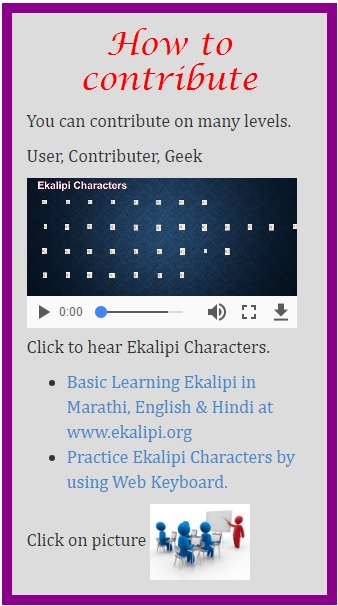 How to
contribute
You can contribute on many levels.
User, Contributer, Geek
Ekalipi Characters
0:00
Click to hear Ekalipi Characters.
Basic Learning Ekalipi in
Marathi, English & Hindi at
www.ekalipi.org
Practice Ekalipi Characters by
using Web Keyboard.
Click on picture